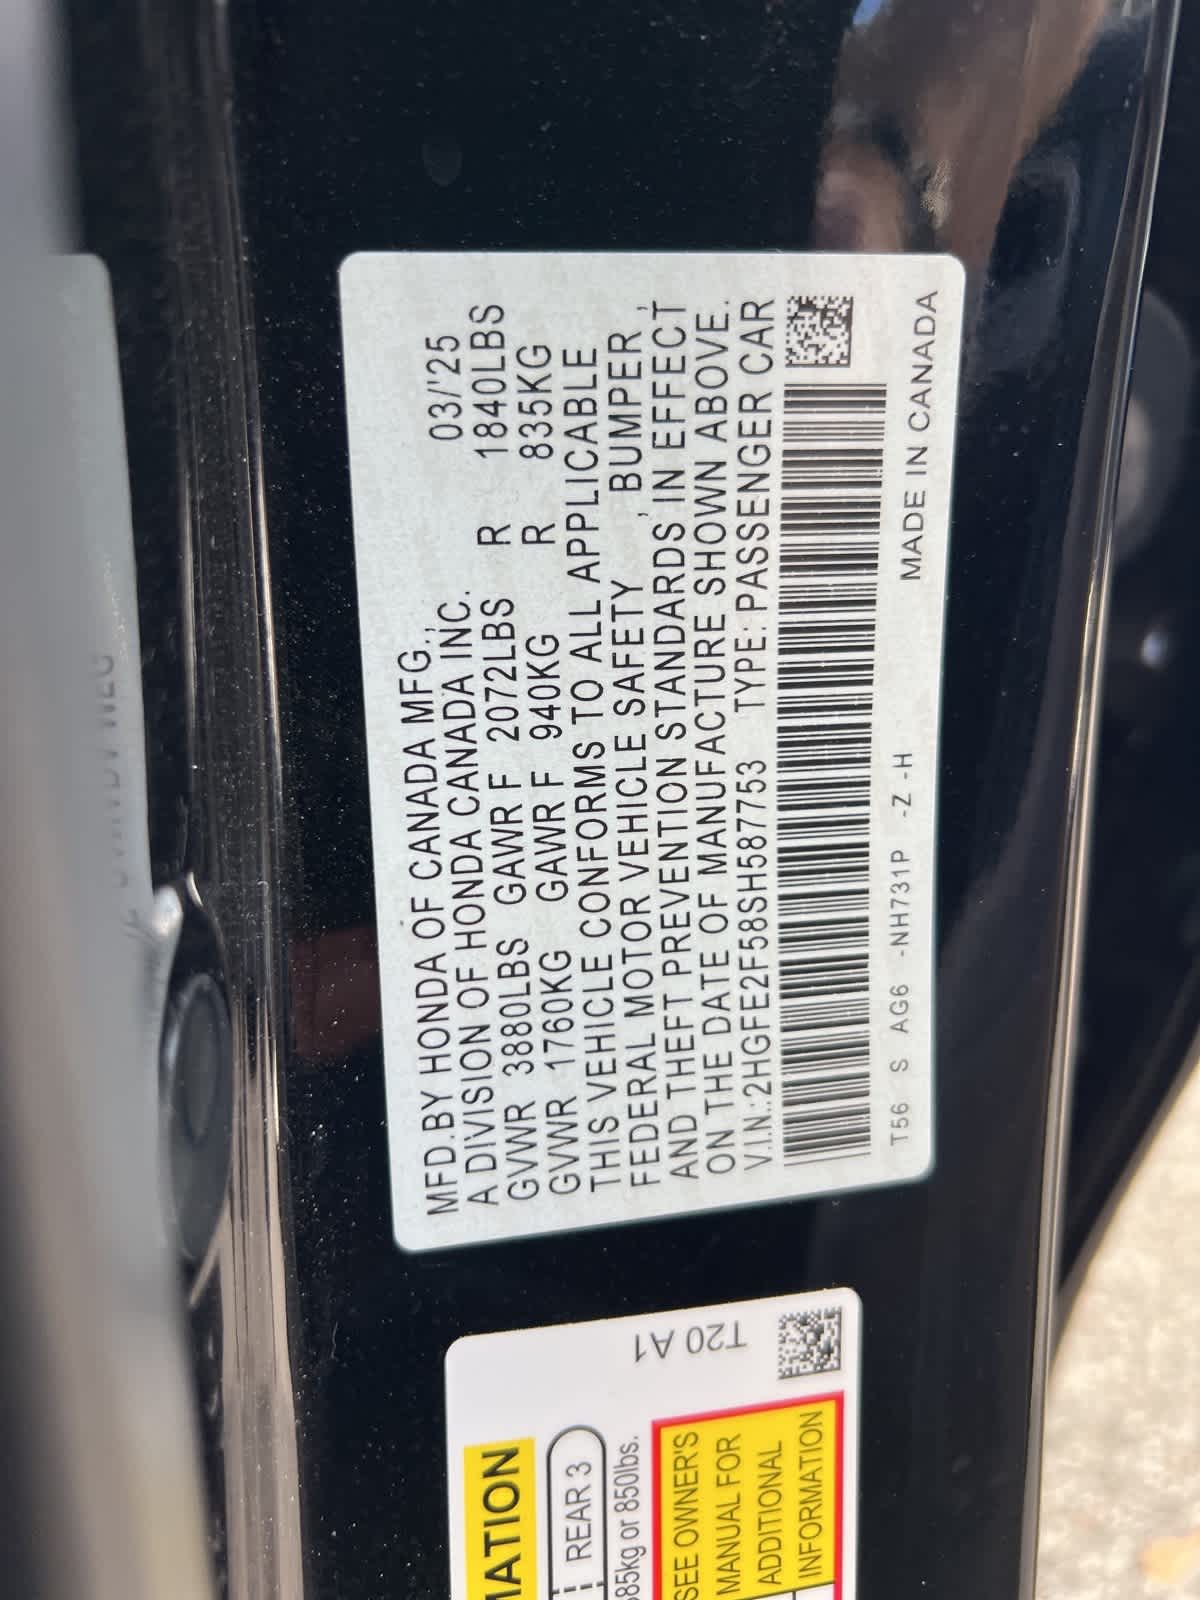 MFD.BY HONDA OF CANADA MFG.,
A DIVISION OF HONDA CANADA INC. 03/'25
GVWR 3880LBS GAWR F 2072LBS R 1840LBS
GVWR 1760KG GAWR F 940KG R 835KG
THIS VEHICLE CONFORMS TO ALL APPLICABLE
FEDERAL MOTOR VEHICLE SAFETY , BUMPER ,
AND THEFT PREVENTION STANDARDS IN EFFECT
ON THE DATE OF MANUFACTURE SHOWN ABOVE.
V.I.N.:2HGFE2F58SH587753 TYPE: PASSENGER CAR
T56 S AG6 -NH731P -Z -H MADE IN CANADA
T20 A1
MATION
REAR 3
385kg or 850lbs.
SEE OWNER'S
MANUAL FOR
ADDITIONAL
INFORMATION